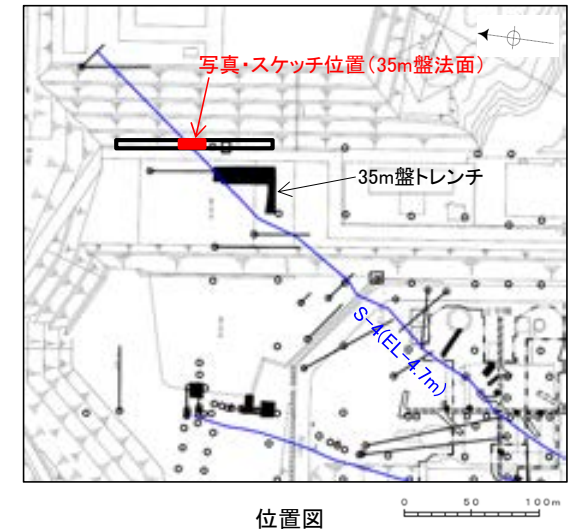 写真・スケッチ位置(35m盤法面)
35m盤トレンチ
S-4(EL-4.7m)
位置図
0 50 100m